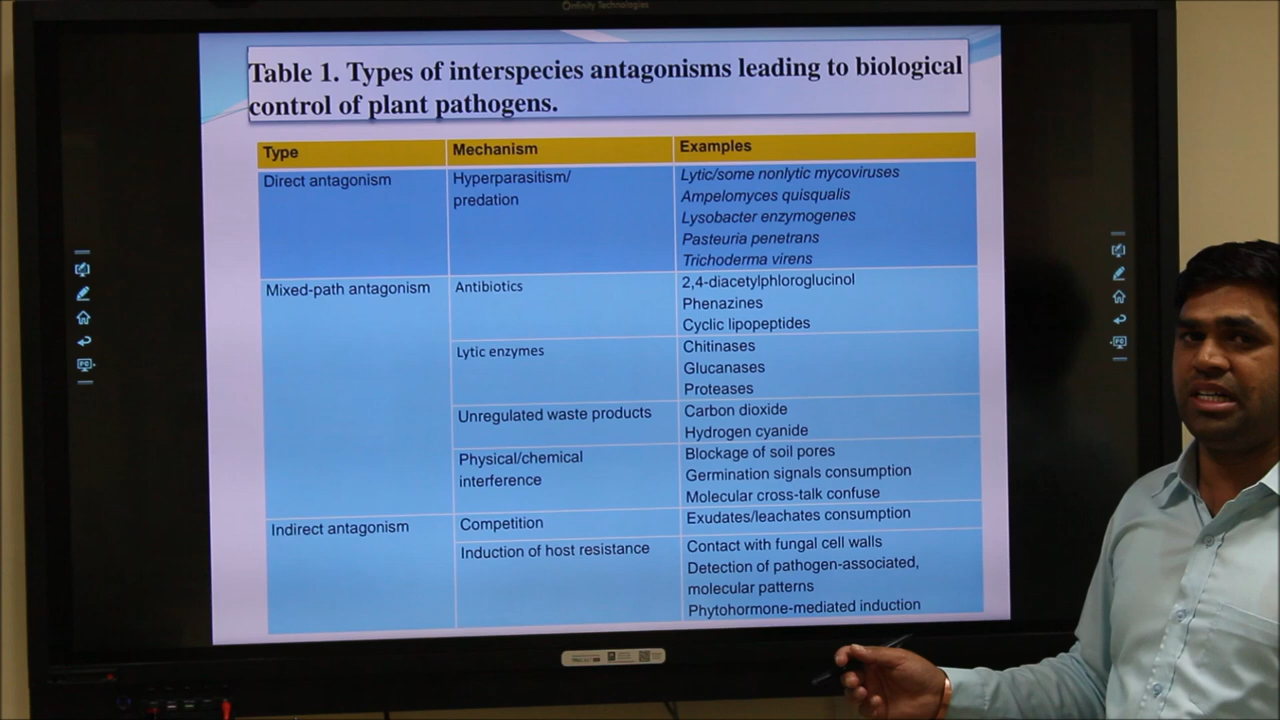 Onfinity Technologies
Table 1. Types of interspecies antagonisms leading to biological
control of plant pathogens.
Type Mechanism Examples
Direct antagonism Hyperparasitism/ Lytic/some nonlytic mycoviruses
predation Ampelomyces quisqualis
Lysobacter enzymogenes
Pasteuria penetrans
Trichoderma virens
Mixed-path antagonism Antibiotics 2,4-diacetylphloroglucinol
Phenazines
Cyclic lipopeptides
Lytic enzymes Chitinases
Glucanases
Proteases
Unregulated waste products Carbon dioxide
Hydrogen cyanide
Physical/chemical Blockage of soil pores
interference Germination signals consumption
Molecular cross-talk confuse
Indirect antagonism Competition Exudates/leachates consumption
Induction of host resistance Contact with fungal cell walls
Detection of pathogen-associated,
molecular patterns
Phytohormone-mediated induction